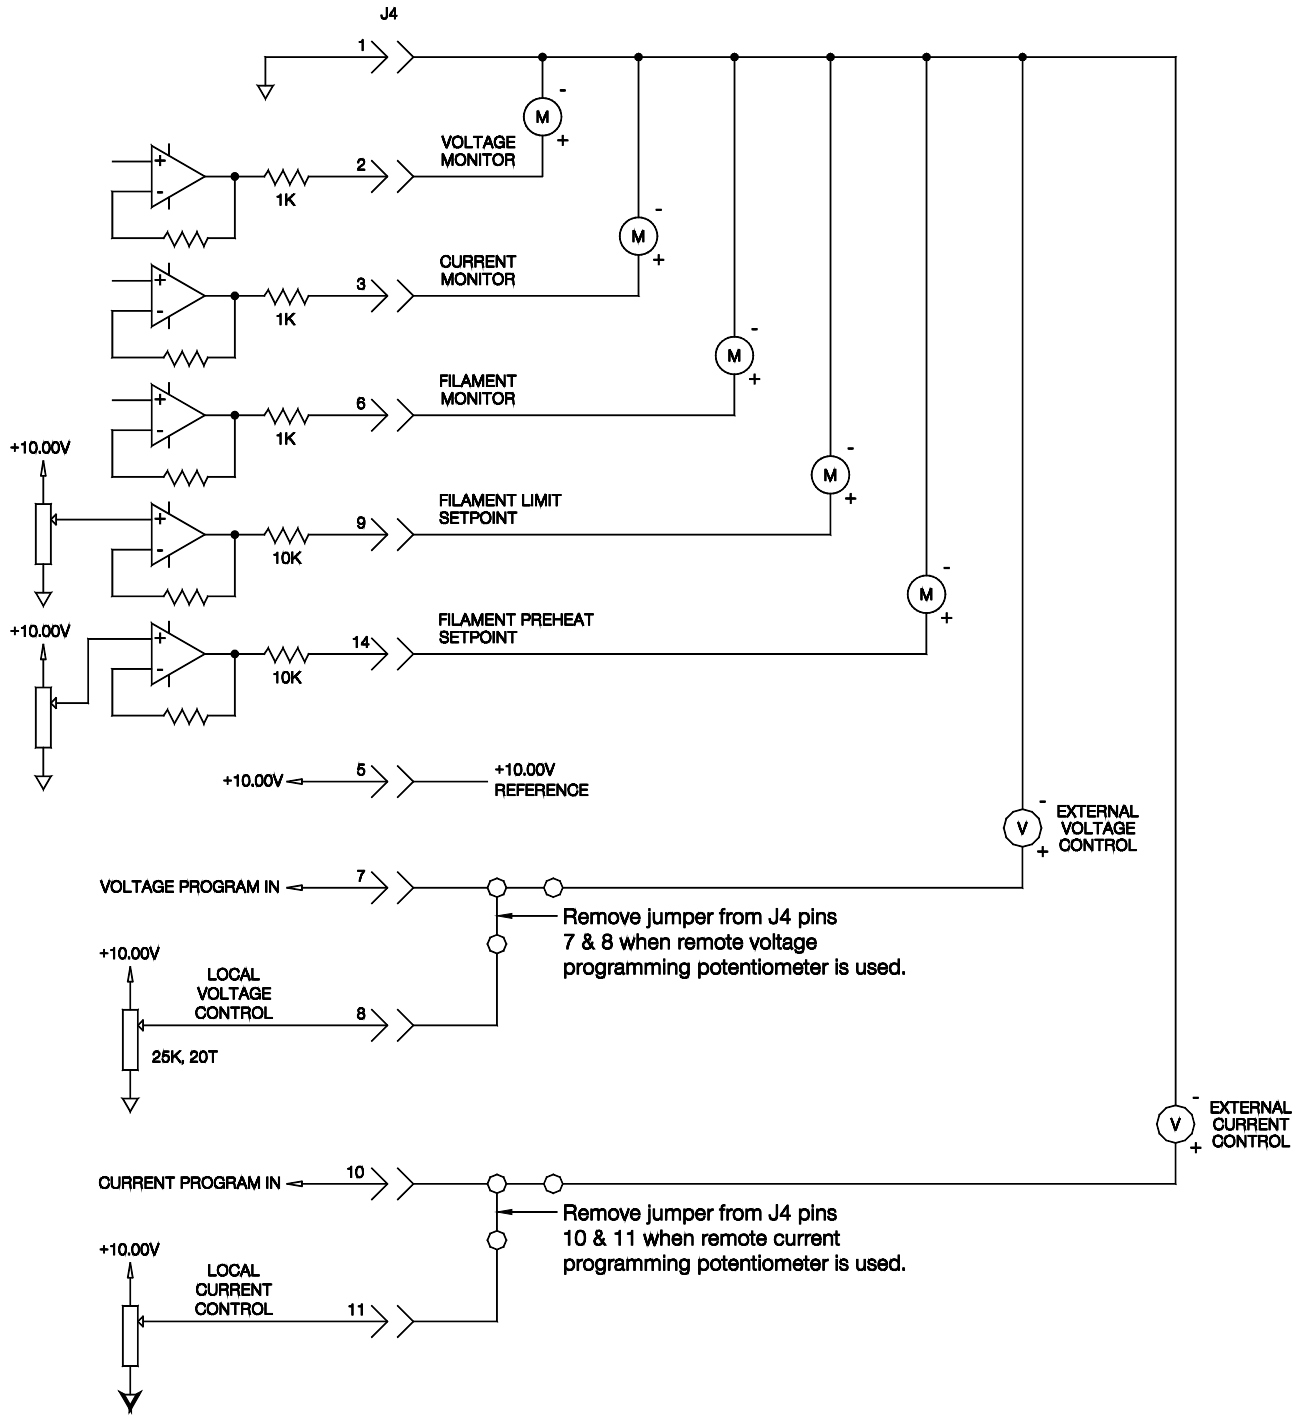 J4
1
-
M
+
VOLTAGE
MONITOR
2
+
-
1K
-
M
+
CURRENT
MONITOR
3
+
-
1K
-
M
+
FILAMENT
MONITOR
6
+
-
1K
+10.00V
-
M
+
FILAMENT LIMIT
SETPOINT
9
+
-
10K
+10.00V
-
M
+
FILAMENT PREHEAT
SETPOINT
14
+
-
10K
+10.00V
5
+10.00V
REFERENCE
-
V
+
EXTERNAL
VOLTAGE
CONTROL
VOLTAGE PROGRAM IN
7
Remove jumper from J4 pins
7 & 8 when remote voltage
programming potentiometer is used.
+10.00V
LOCAL
VOLTAGE
CONTROL
8
25K, 20T
-
V
+
EXTERNAL
CURRENT
CONTROL
CURRENT PROGRAM IN
10
Remove jumper from J4 pins
10 & 11 when remote current
programming potentiometer is used.
+10.00V
LOCAL
CURRENT
CONTROL
11